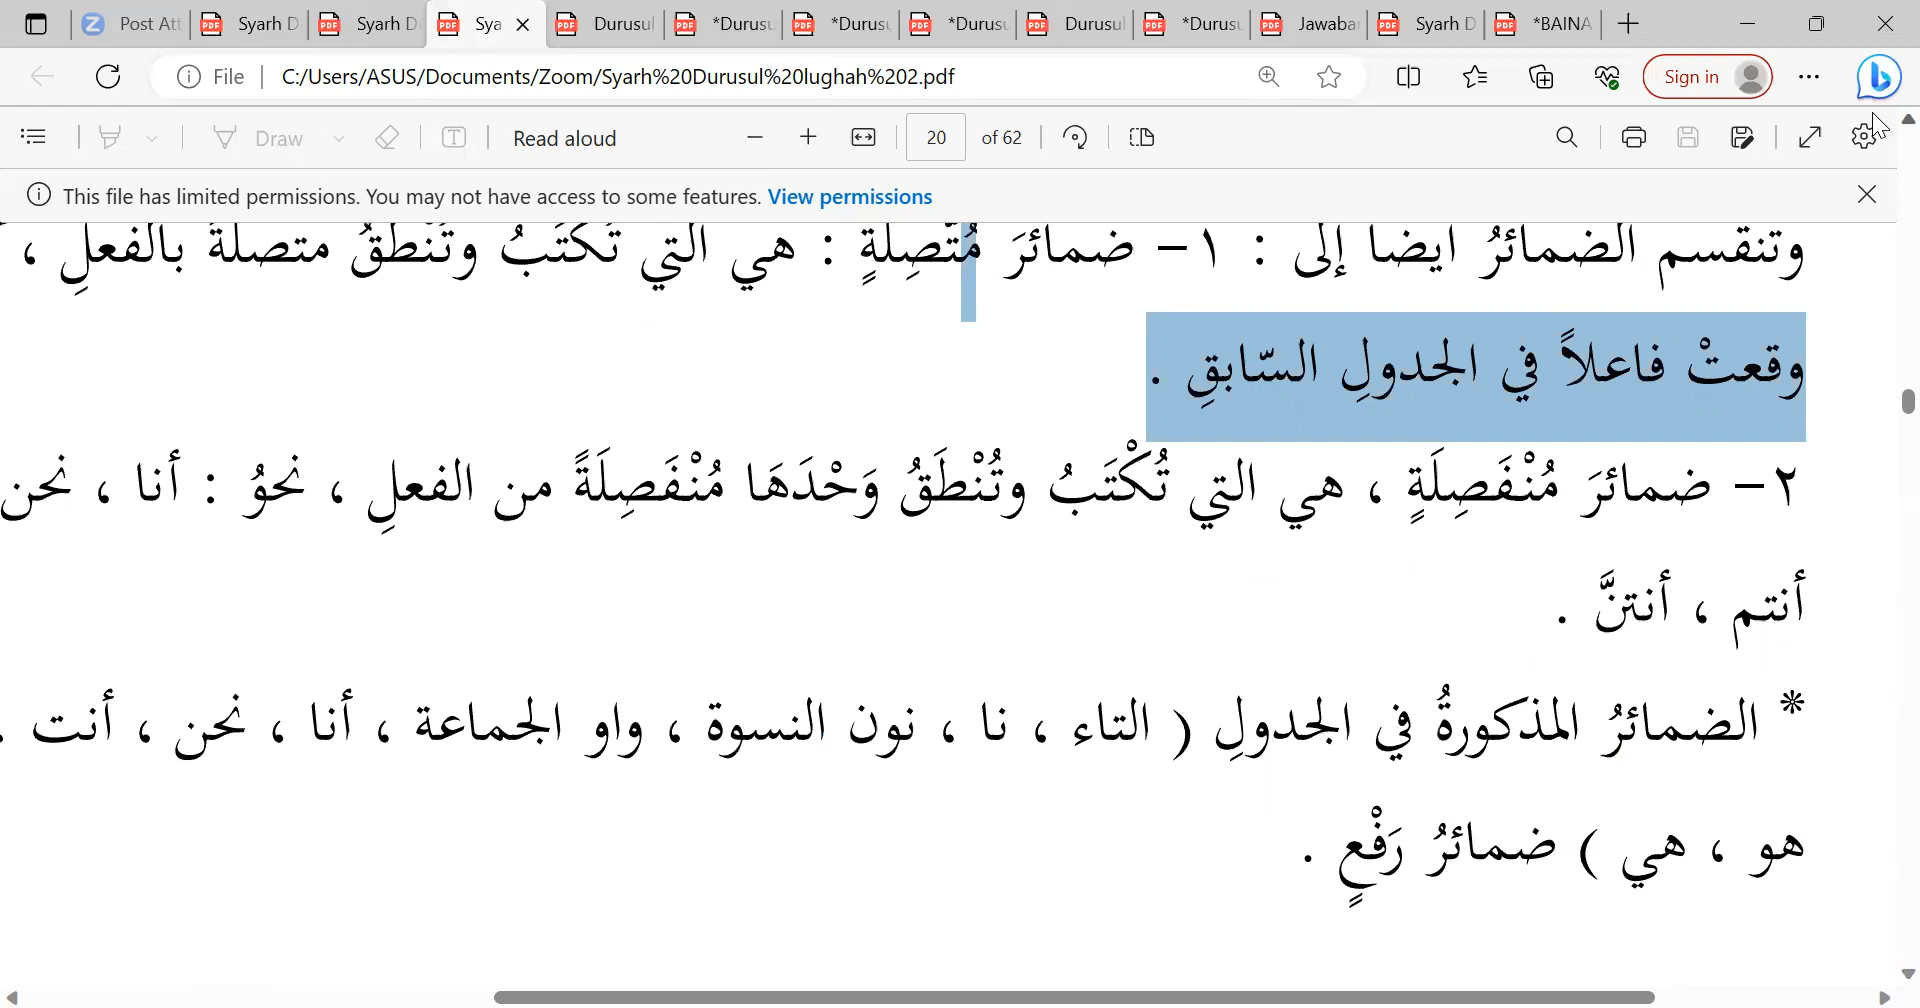 Post Att
Syarh D
Syarh D
Sya
Durusul
*Durusu
*Durusu
*Durusu
Durusul
*Durusu
Jawabar
Syarh D
*BAINA
File
C:/Users/ASUS/Documents/Zoom/Syarh%20Durusul%20lughah%202.pdf
Sign in
Draw
Read aloud
20
of 62
This file has limited permissions. You may not have access to some features. View permissions
وتنقسم الضمائرُ ايضا إلى : ١- ضمائرَ مُتَّصِلةٍ : هي التي تُكتَبُ وتُنْطَقُ متصلةً بالفعلِ ،
وقعتْ فاعلاً في الجدولِ السّابقِ .
٢- ضمائرَ مُنْفَصِلَةٍ ، هي التي تُكْتَبُ وتُنْطَقُ وَحْدَهَا مُنْفَصِلَةً من الفعلِ ، نحوُ : أنا ، نحن
أنتم ، أنتنَّ .
* الضمائرُ المذكورةُ في الجدولِ ( التاء ، نا ، نون النسوة ، واو الجماعة ، أنا ، نحن ، أنت
هو ، هي ) ضمائرُ رَفْعٍ .